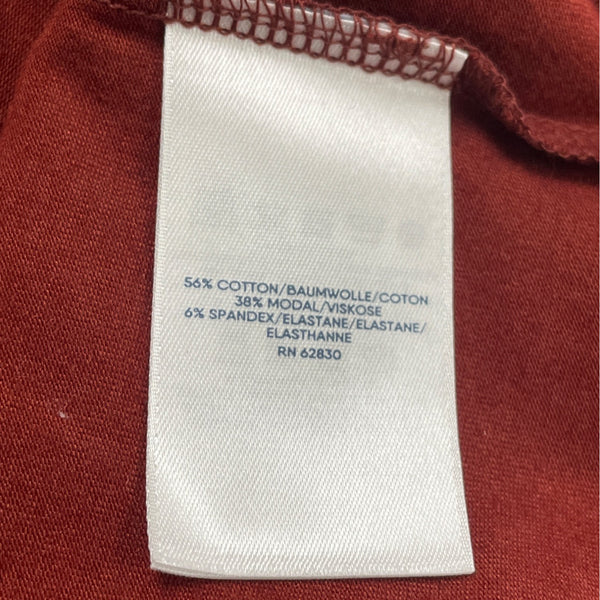 56% COTTON/BAUMWOLLE/COTON
38% MODAL/VISKOSE
6% SPANDEX/ELASTANE/ELASTANE/
ELASTHANNE
RN 62830